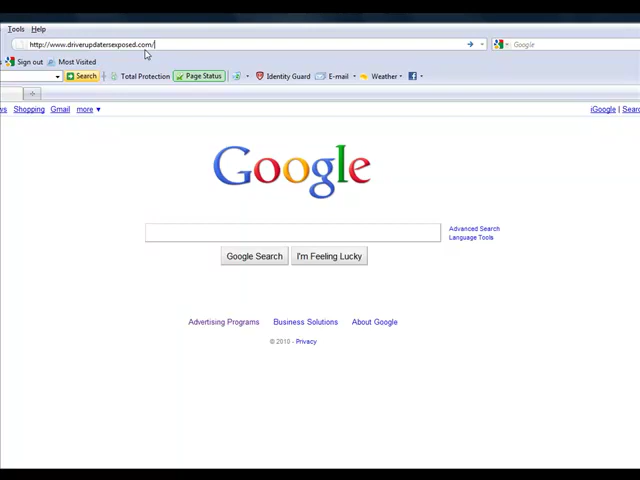 Tools Help
http://www.driverupdatersexposed.com/
Google
Sign out Most Visited
Search Total Protection Page Status Identity Guard E-mail Weather
Shopping Gmail more ▼
iGoogle
Google
Advanced Search
Language Tools
Google Search I'm Feeling Lucky
Advertising Programs Business Solutions About Google
© 2010 - Privacy